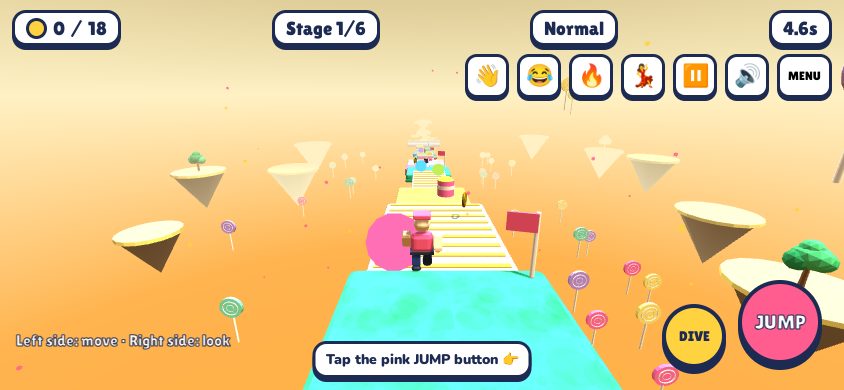 0 / 18
Stage 1/6
Normal
4.6s
MENU
Left side: move · Right side: look
Tap the pink JUMP button 👉
DIVE
JUMP